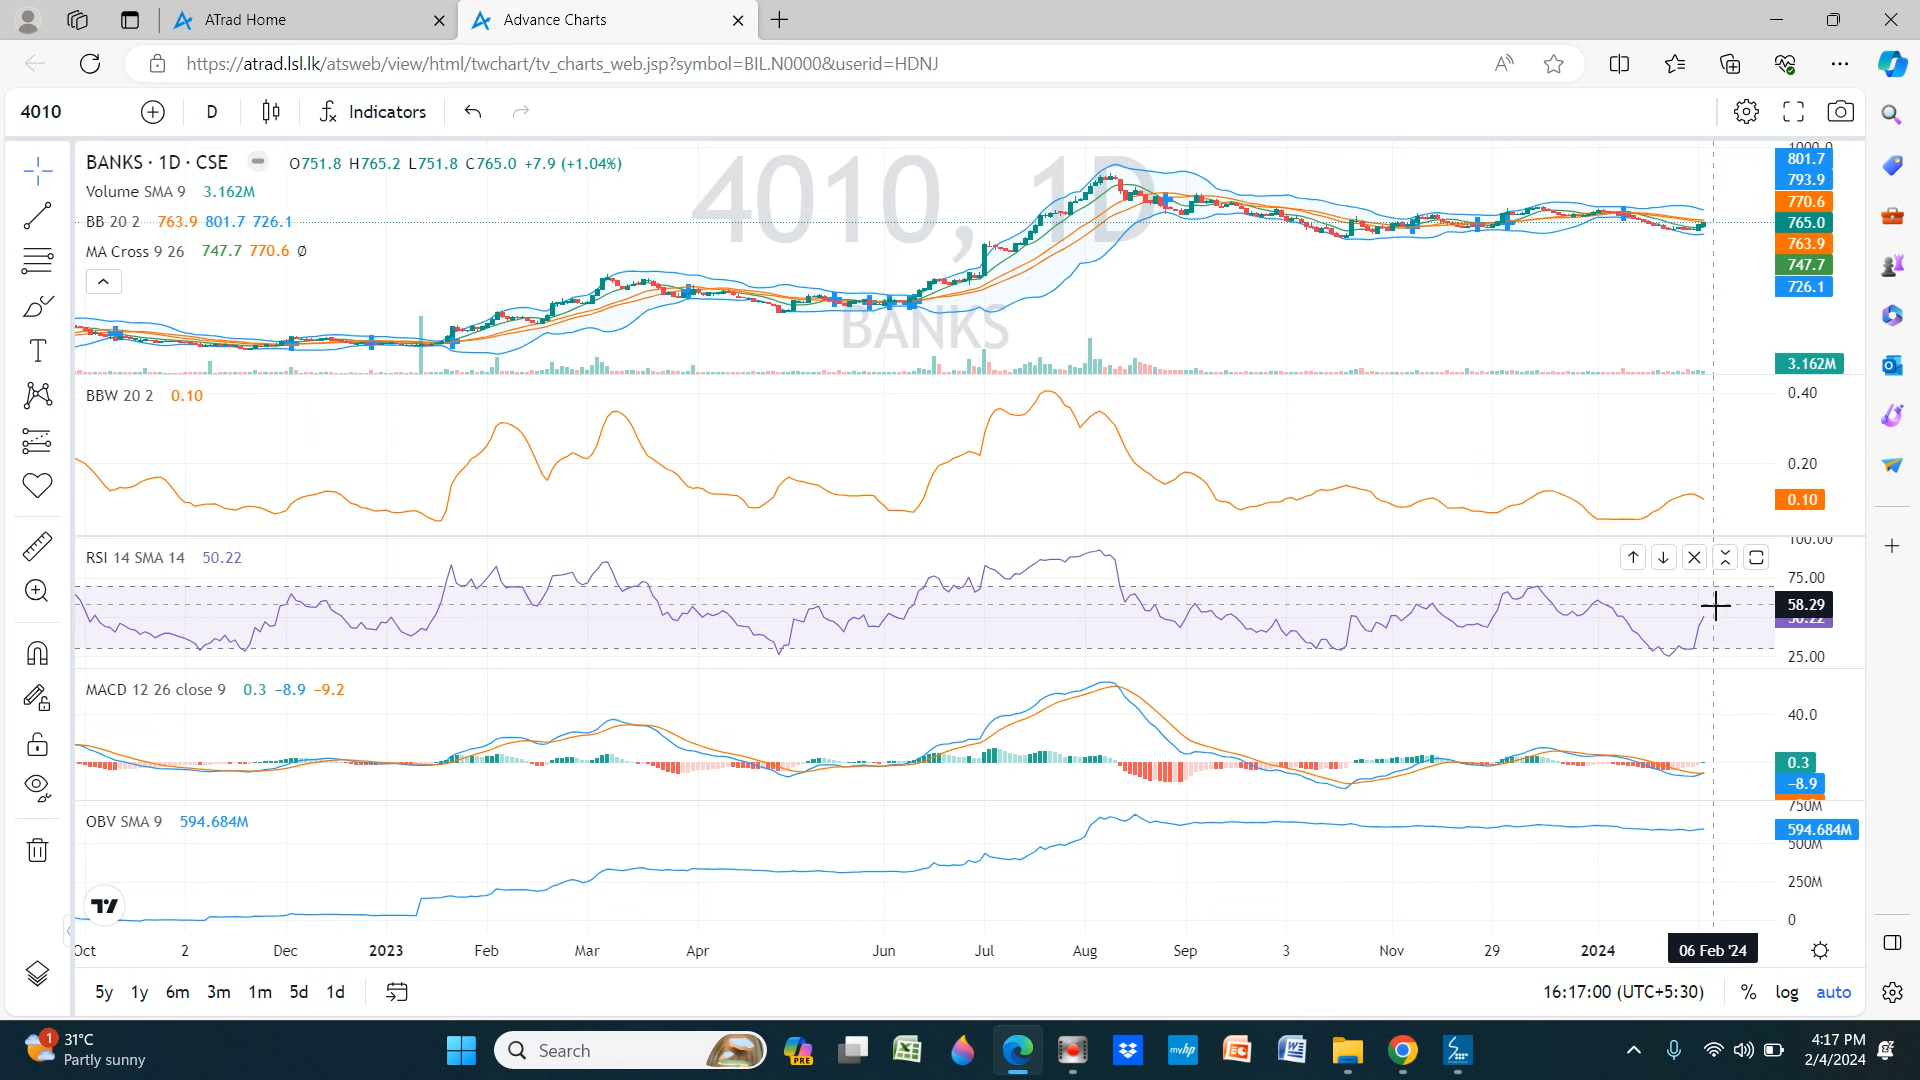 ATrad Home
Advance Charts
https://atrad.lsl.lk/atsweb/view/html/twchart/tv_charts_web.jsp?symbol=BIL.N0000&userid=HDNJ
4010
D
Indicators
4010, 1D
BANKS
BANKS · 1D · CSE O751.8 H765.2 L751.8 C765.0 +7.9 (+1.04%)
Volume SMA 9 3.162M
BB 20 2 763.9 801.7 726.1
MA Cross 9 26 747.7 770.6 Ø
1000.0
801.7
793.9
770.6
765.0
763.9
747.7
726.1
3.162M
BBW 20 2 0.10
0.40
0.20
0.10
RSI 14 SMA 14 50.22
100.00
75.00
58.29
50.22
25.00
MACD 12 26 close 9 0.3 −8.9 −9.2
40.0
0.3
−8.9
OBV SMA 9 594.684M
750M
594.684M
500M
250M
0
Oct 2 Dec 2023 Feb Mar Apr Jun Jul Aug Sep 3 Nov 29 2024 06 Feb '24
5y 1y 6m 3m 1m 5d 1d
16:17:00 (UTC+5:30) % log auto
1
31°C
Partly sunny
Search
PRE
myhp
4:17 PM
2/4/2024